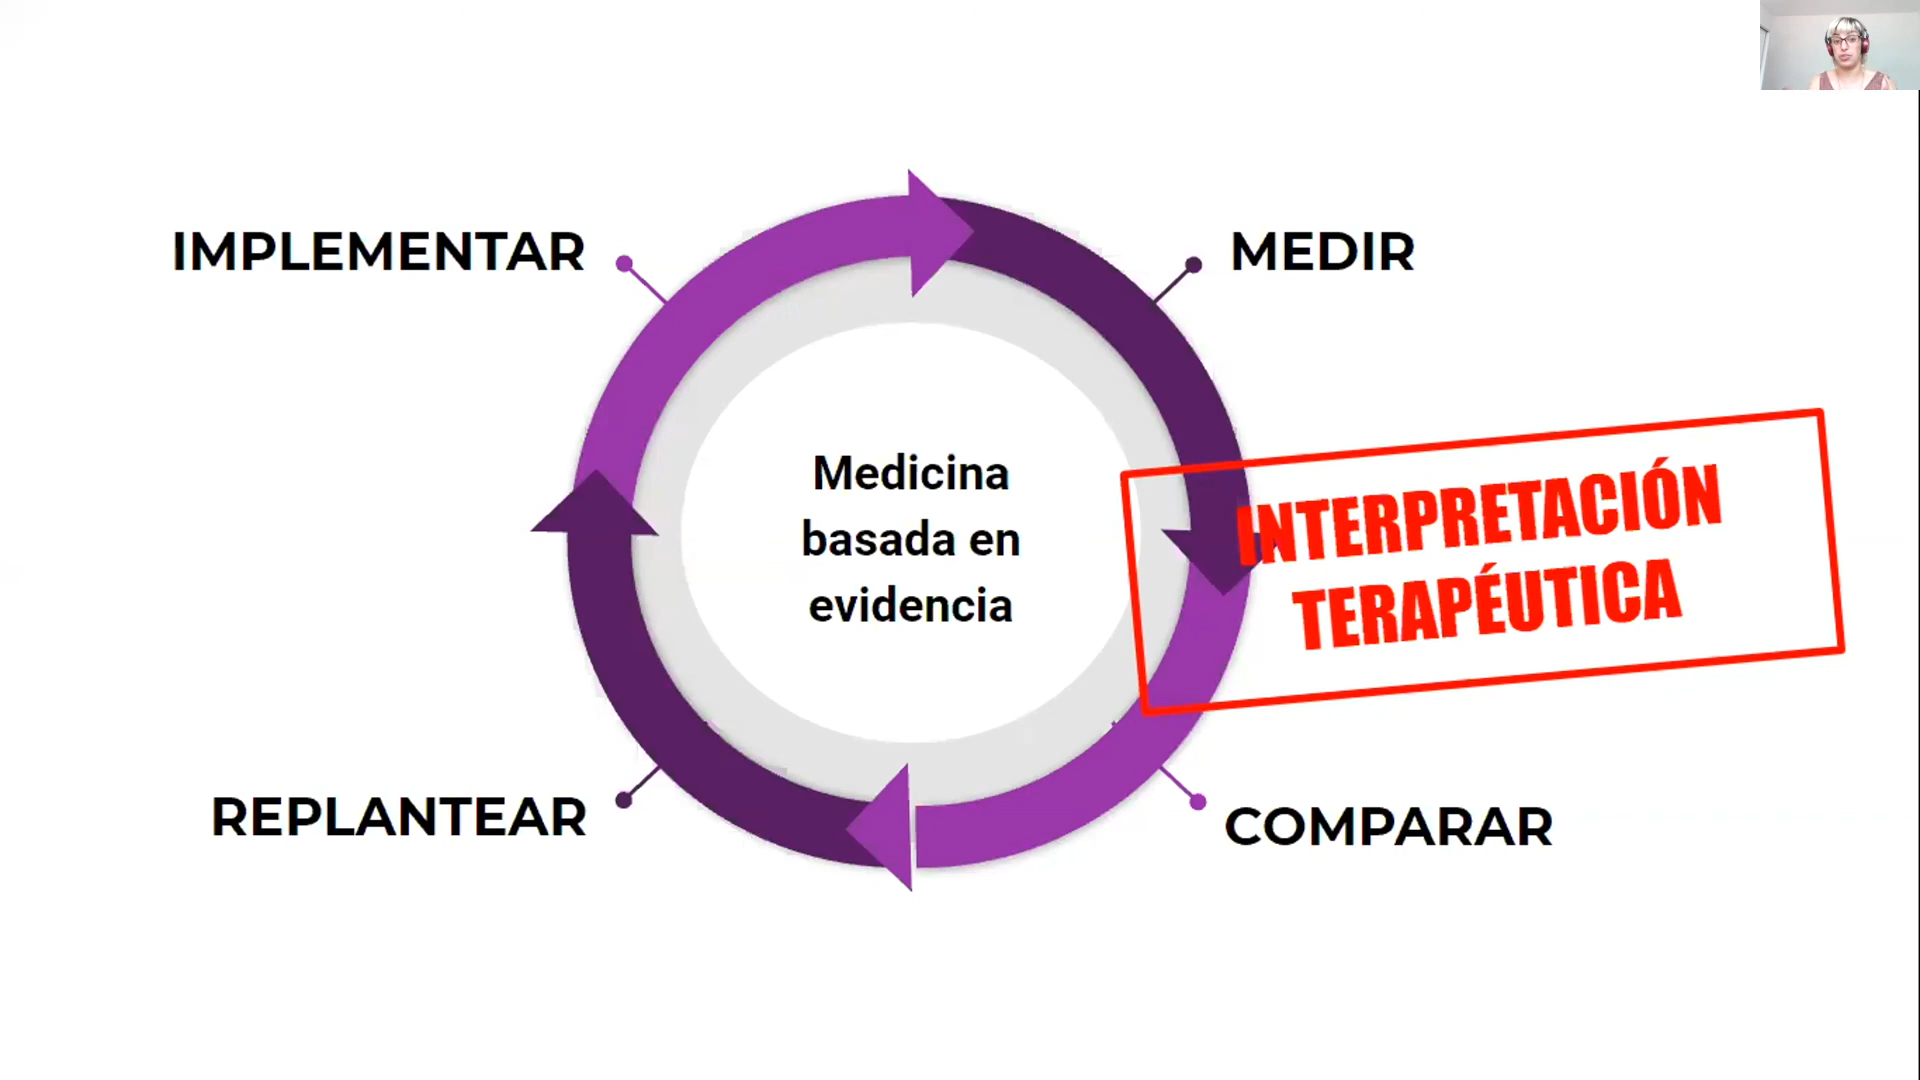 IMPLEMENTAR
MEDIR
Medicina
basada en
evidencia
INTERPRETACIÓN
TERAPÉUTICA
REPLANTEAR
COMPARAR